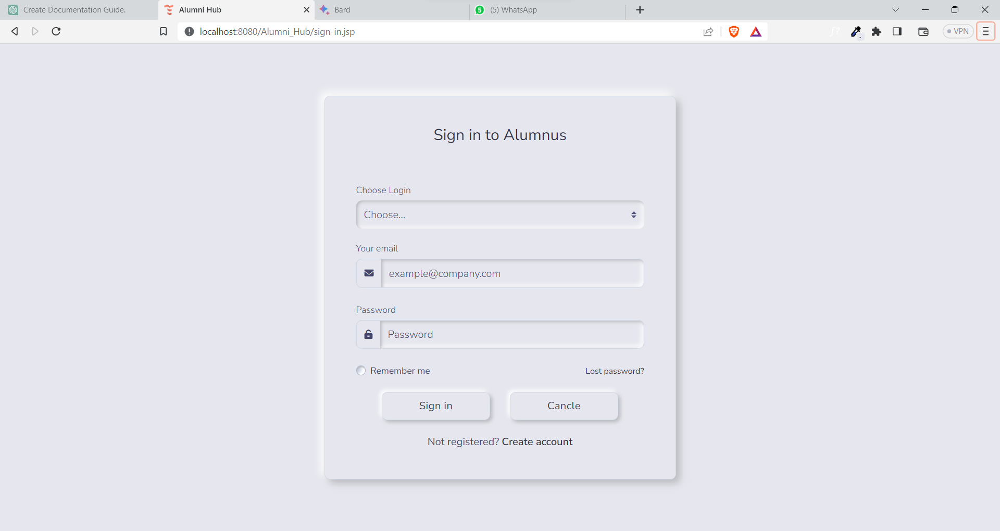 Create Documentation Guide.
Alumni Hub
Bard
5 (5) WhatsApp
localhost:8080/Alumni_Hub/sign-in.jsp
VPN
Sign in to Alumnus
Choose Login
Choose...
Your email
example@company.com
Password
Password
Remember me
Lost password?
Sign in
Cancle
Not registered? Create account